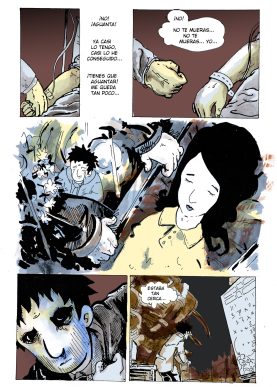 ¡NO!
¡AGUANTA!
YA CASI
LO TENGO,
CASI LO HE
CONSEGUIDO...
¡TIENES QUE
AGUANTAR!
ME QUEDA
TAN POCO...
¡NO!
NO TE
MUERAS...
NO TE
MUERAS... YO...
ESTABA
TAN
CERCA...